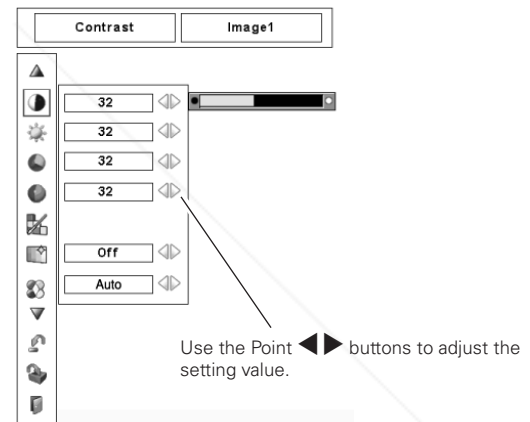 Contrast Image1
32
32
32
32
Off
Auto
Use the Point ◀▶ buttons to adjust the
setting value.